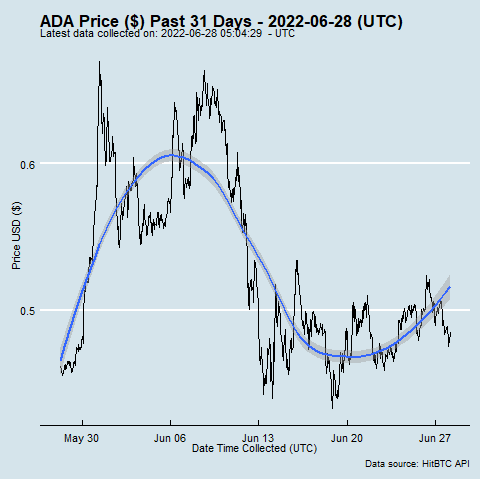 ADA Price ($) Past 31 Days - 2022-06-28 (UTC)
Latest data collected on: 2022-06-28 05:04:29 - UTC
0.6
0.5
Price USD ($)
May 30
Jun 06
Jun 13
Jun 20
Jun 27
Date Time Collected (UTC)
Data source: HitBTC API